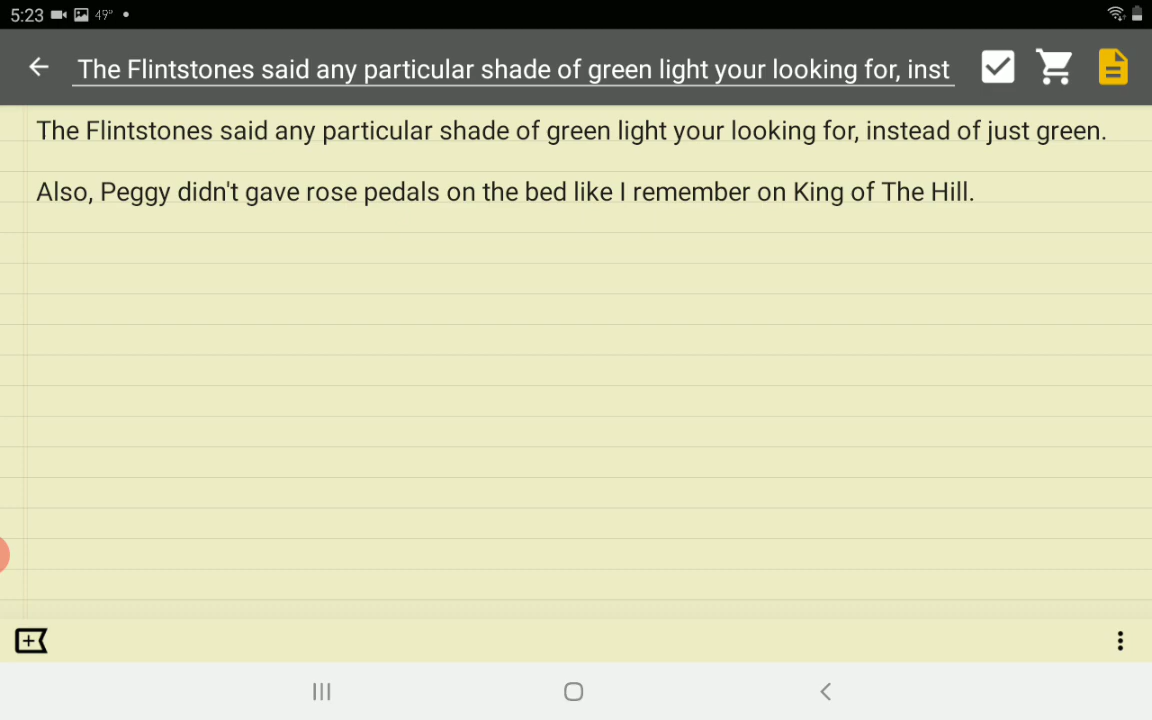 5:23 49°
The Flintstones said any particular shade of green light your looking for, inst
The Flintstones said any particular shade of green light your looking for, instead of just green.
Also, Peggy didn't gave rose pedals on the bed like I remember on King of The Hill.